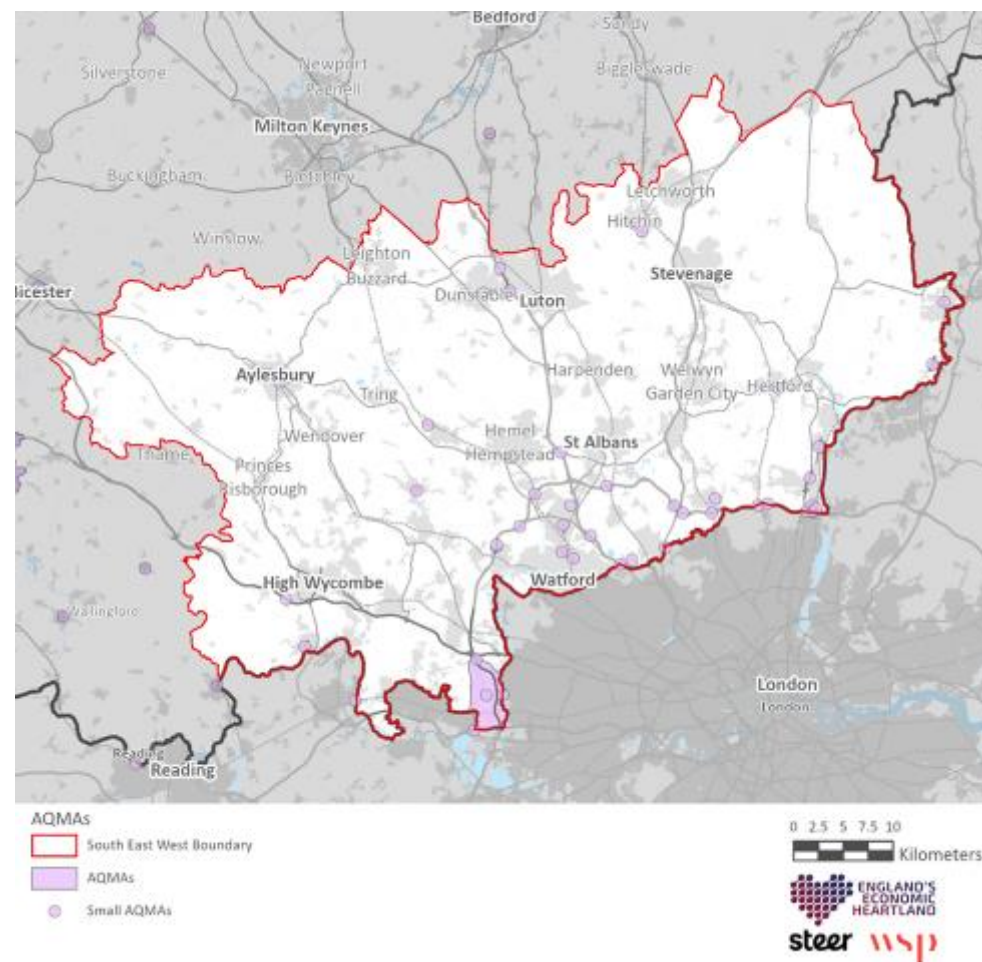 Bedford
Sandy
Silverstone
Newport
Pagnell
Biggleswade
Milton Keynes
Buckingham
Bletchley
Letchworth
Hitchin
Winslow
Leighton
Buzzard
Stevenage
licester
Dunstable
Luton
Aylesbury
Harpenden
Welwyn
Garden City
Hertford
Tring
Hemel
Hempstead
St Albans
Wendover
Thame
Princes
Risborough
High Wycombe
Watford
Wallingford
London
London
Reading
Reading
AQMAs
South East West Boundary
AQMAs
Small AQMAs
0 2.5 5 7.5 10
Kilometers
ENGLAND'S
ECONOMIC
HEARTLAND
steer wsp